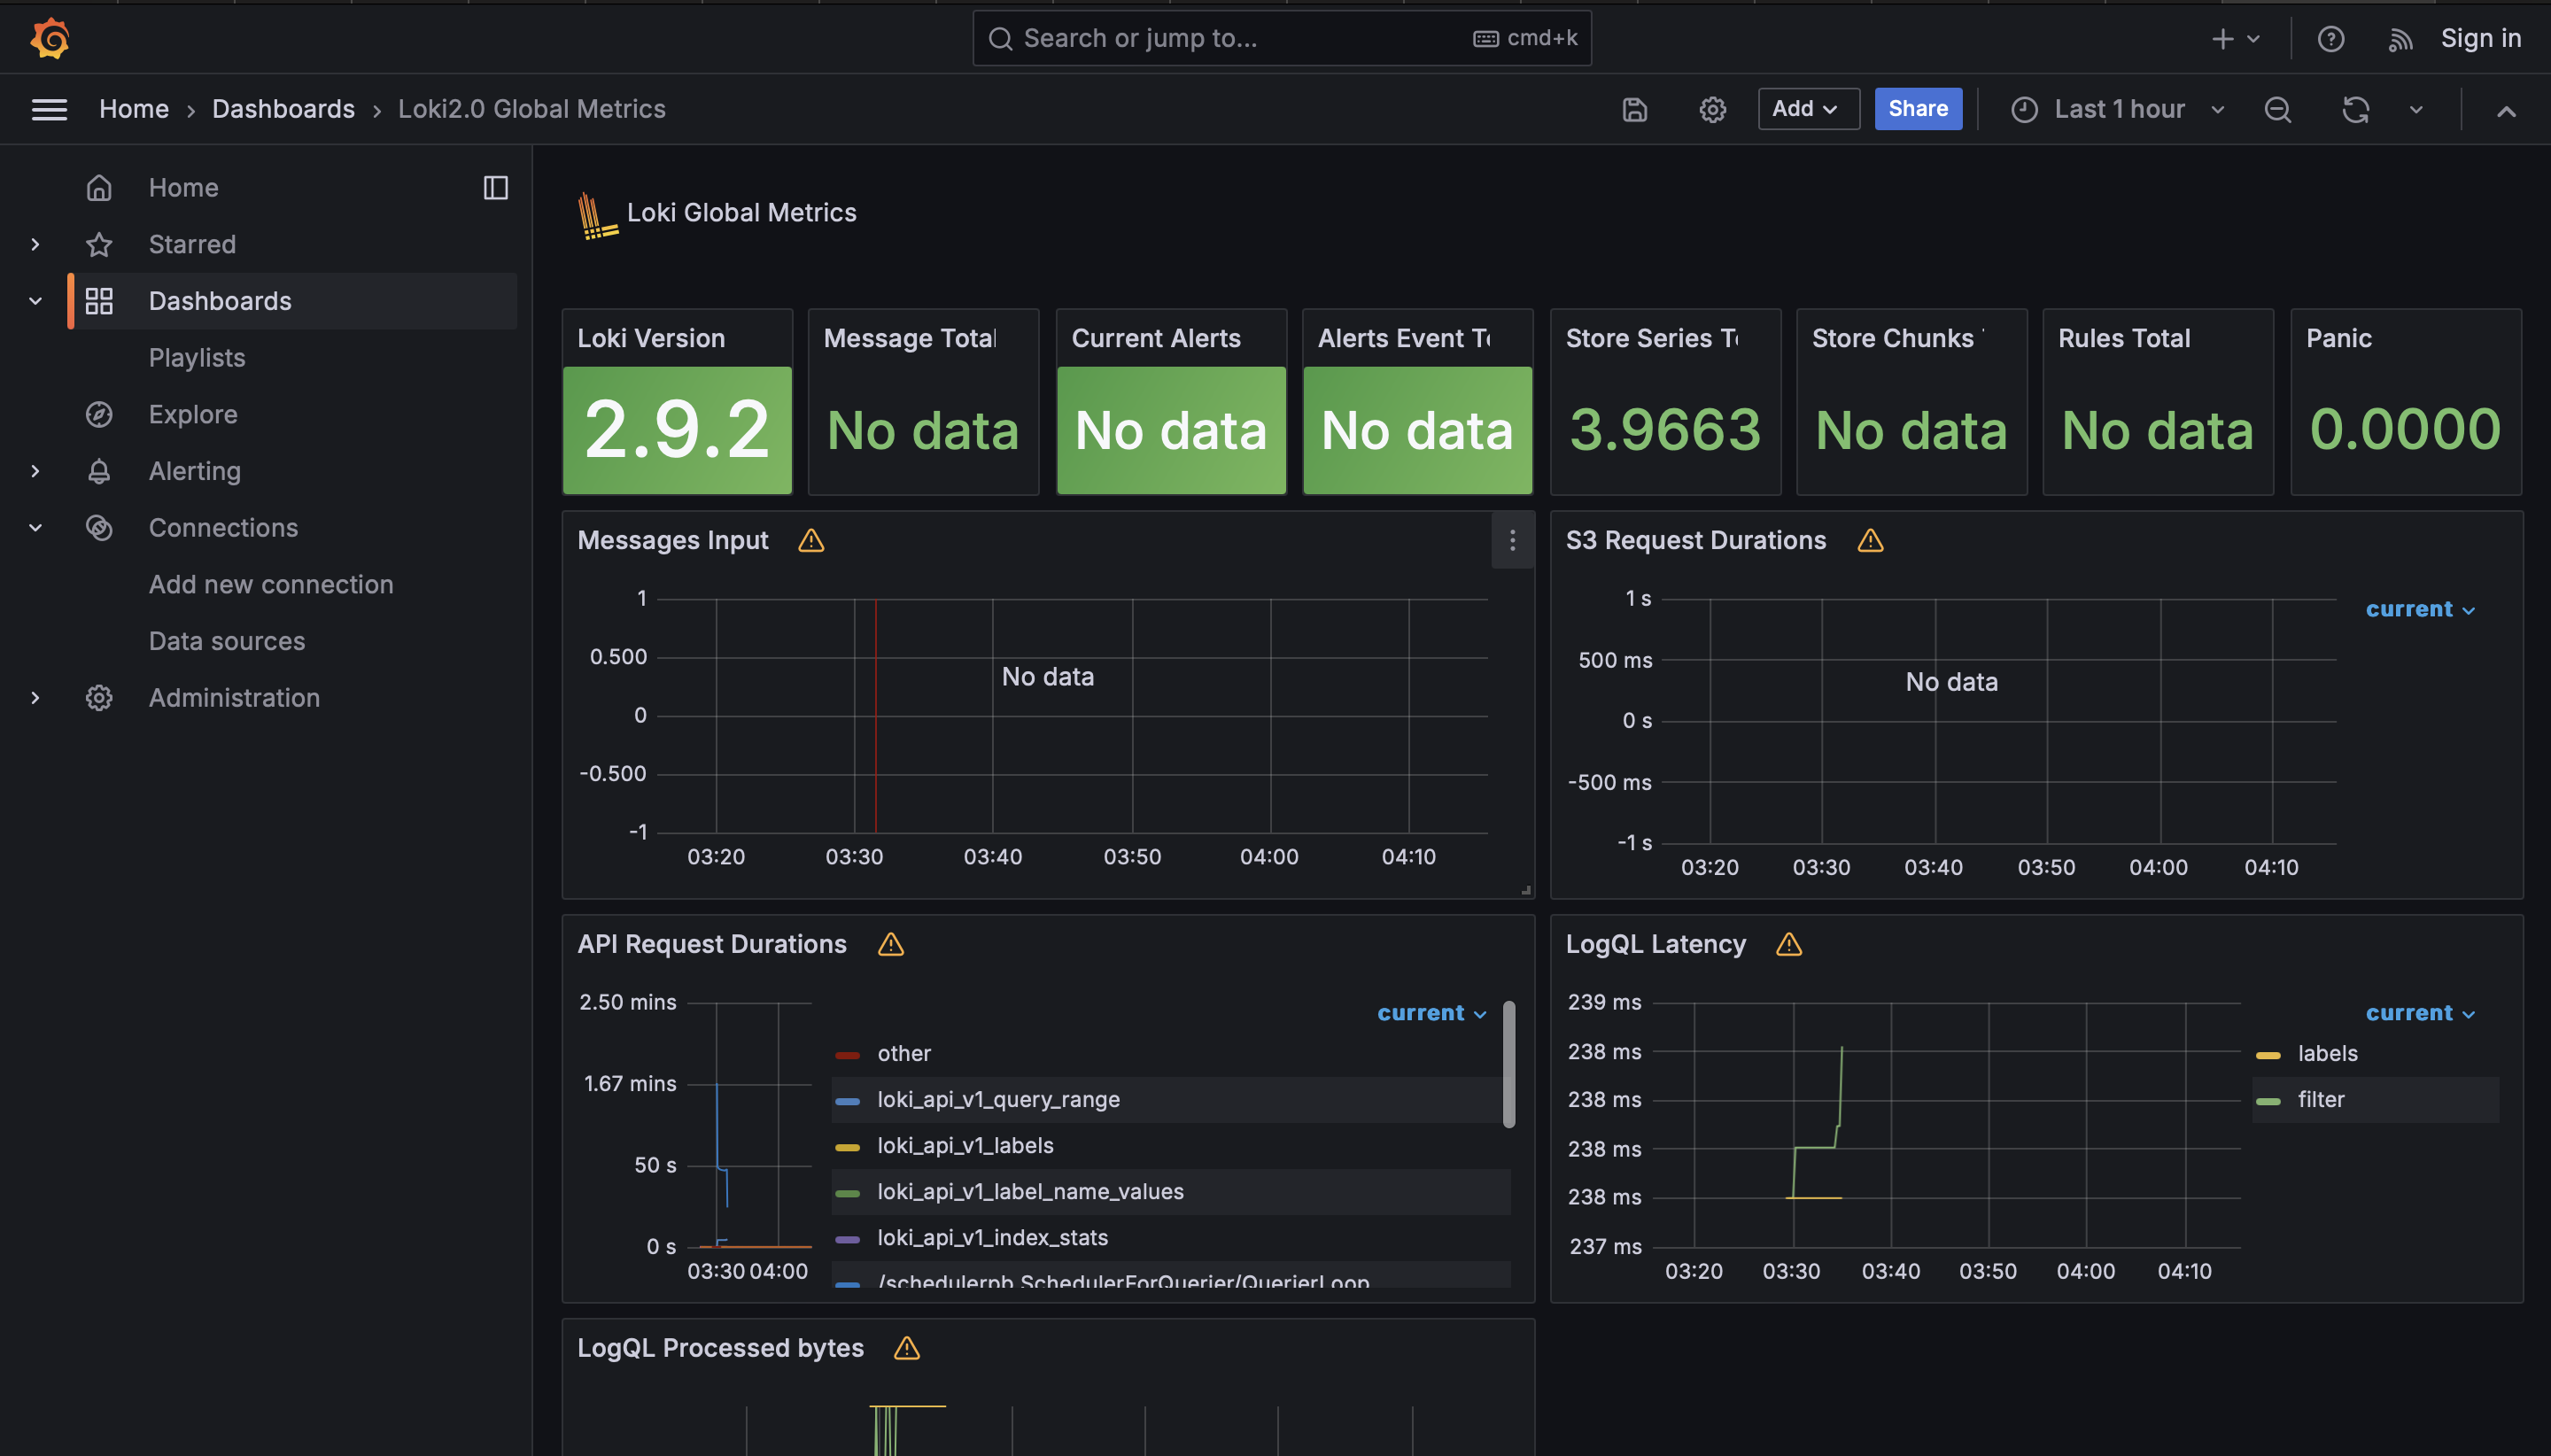 Search or jump to...
cmd+k
Sign in
Home
Dashboards
Loki2.0 Global Metrics
Add
Share
Last 1 hour
Home
Starred
Dashboards
Playlists
Explore
Alerting
Connections
Add new connection
Data sources
Administration
Loki Global Metrics
Loki Version
2.9.2
Message Total
No data
Current Alerts
No data
Alerts Event T
No data
Store Series T
3.9663
Store Chunks
No data
Rules Total
No data
Panic
0.0000
Messages Input
1
0.500
0
-0.500
-1
No data
03:20 03:30 03:40 03:50 04:00 04:10
S3 Request Durations
1 s
500 ms
0 s
-500 ms
-1 s
No data
03:20 03:30 03:40 03:50 04:00 04:10
current
API Request Durations
2.50 mins
1.67 mins
50 s
0 s
03:30 04:00
current
other
loki_api_v1_query_range
loki_api_v1_labels
loki_api_v1_label_name_values
loki_api_v1_index_stats
/schedulerpb.SchedulerForQuerier/QuerierLoop
LogQL Latency
239 ms
238 ms
238 ms
238 ms
238 ms
237 ms
03:20 03:30 03:40 03:50 04:00 04:10
current
labels
filter
LogQL Processed bytes